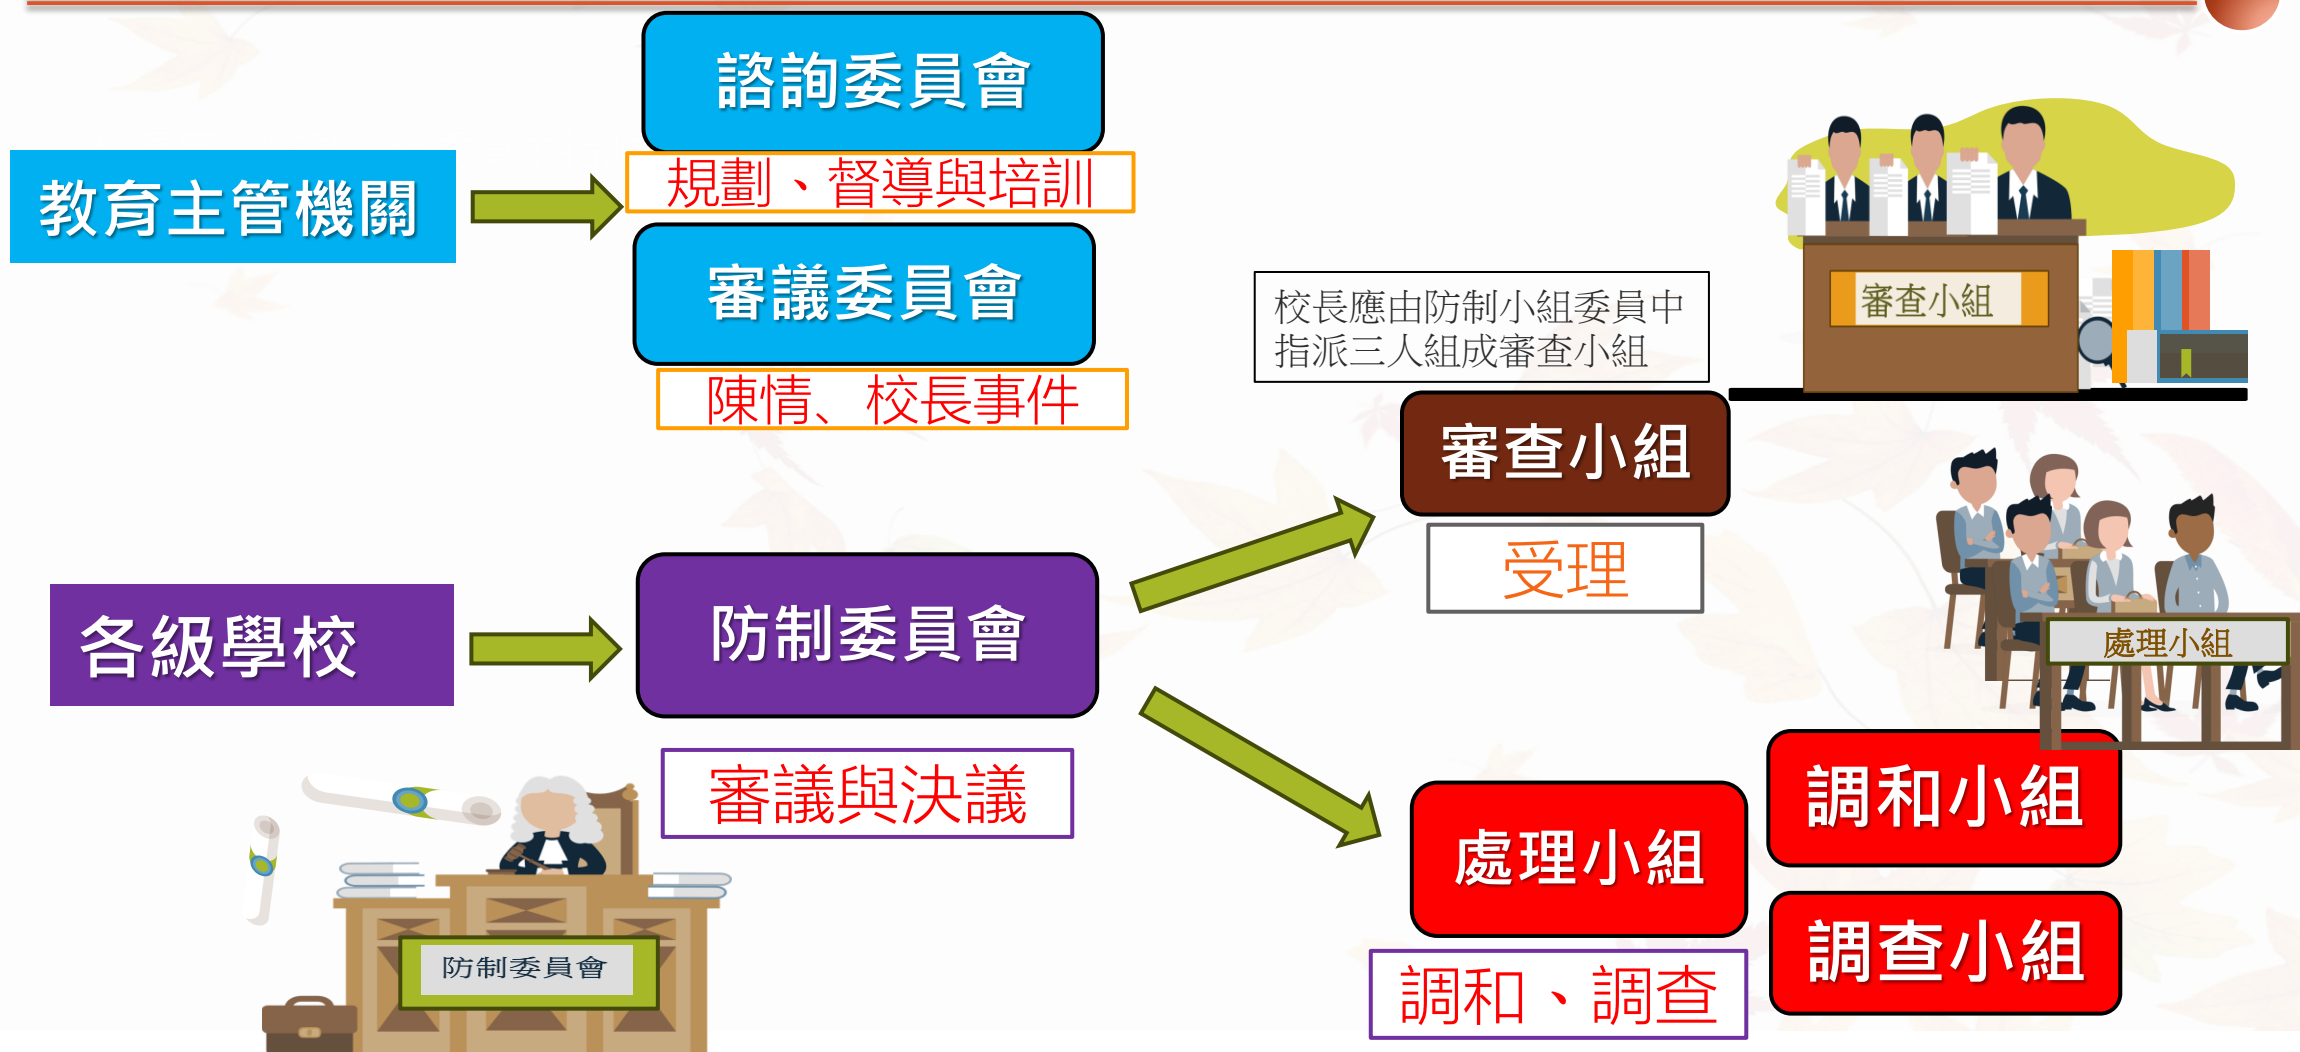 諮詢委員會
規劃、督導與培訓
教育主管機關
審議委員會
陳情、校長事件
校長應由防制小組委員中
指派三人組成審查小組
審查小組
審查小組
受理
各級學校
防制委員會
審議與決議
處理小組
調和小組
處理小組
調查小組
調和、調查
防制委員會